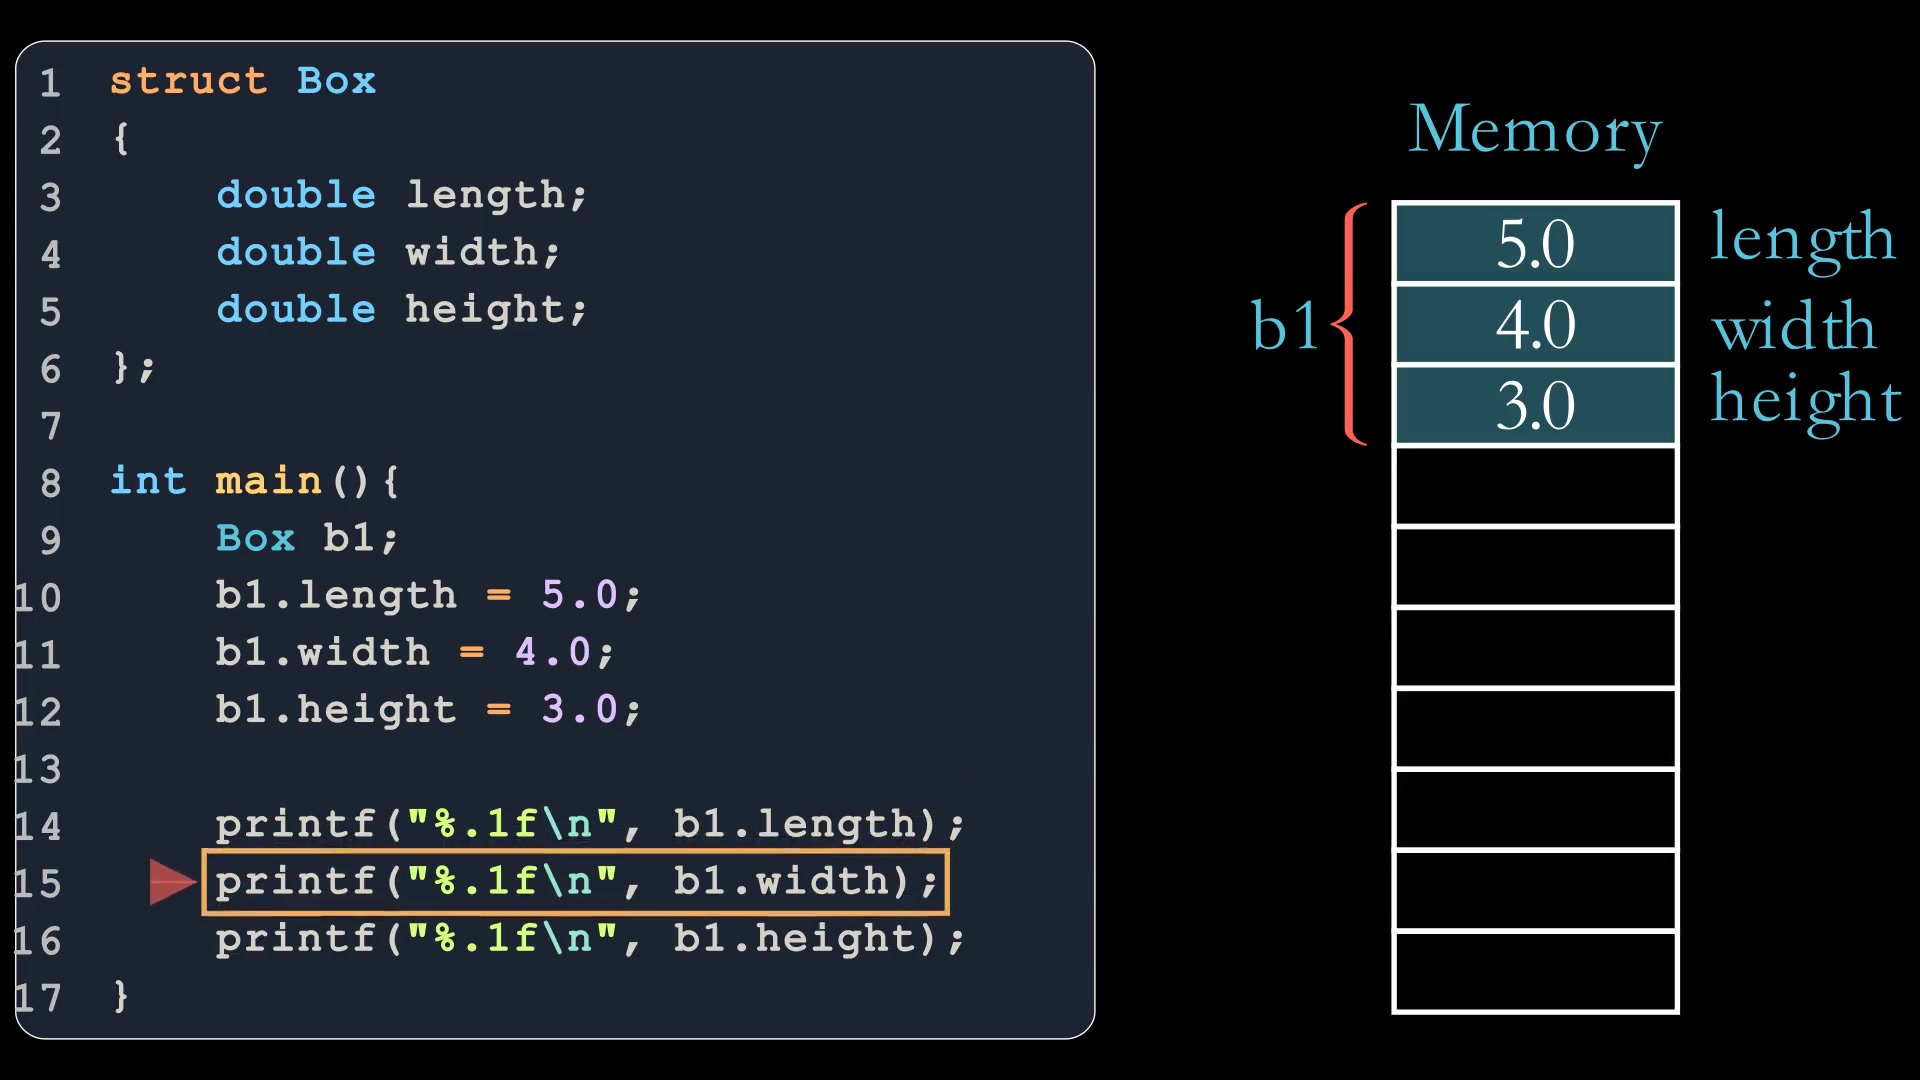 1 struct Box
2 {
3 double length;
4 double width;
5 double height;
6 };
7
8 int main(){
9 Box b1;
10 b1.length = 5.0;
11 b1.width = 4.0;
12 b1.height = 3.0;
13
14 printf("%.1f\n", b1.length);
15 printf("%.1f\n", b1.width);
16 printf("%.1f\n", b1.height);
17 }
Memory
5.0 length
b1 4.0 width
3.0 height